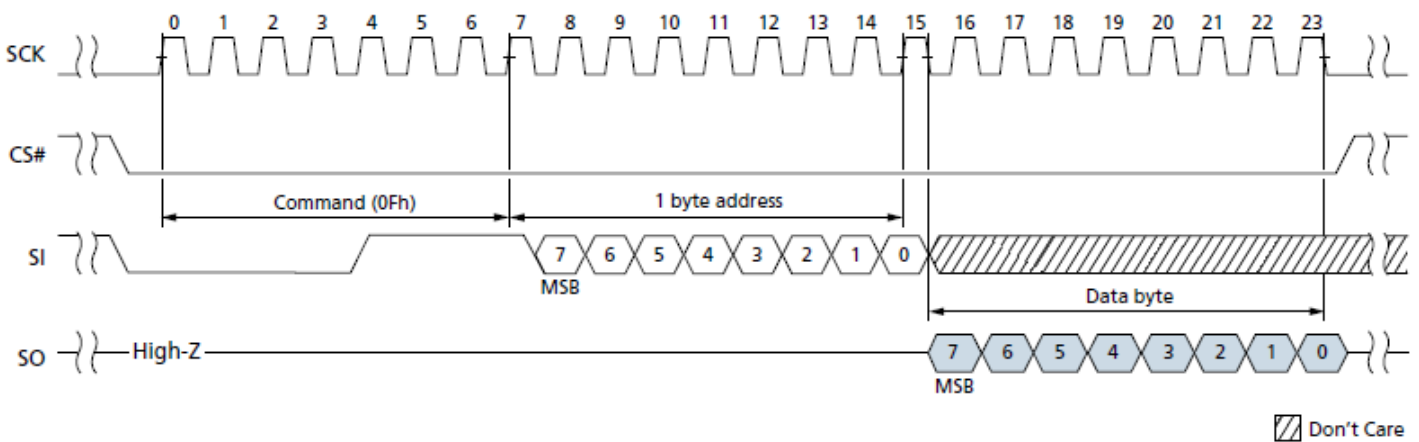 0 1 2 3 4 5 6 7 8 9 10 11 12 13 14 15 16 17 18 19 20 21 22 23
SCK
CS#
Command (0Fh) 1 byte address
SI 7 6 5 4 3 2 1 0
MSB
Data byte
SO High-Z 7 6 5 4 3 2 1 0
MSB
Don't Care